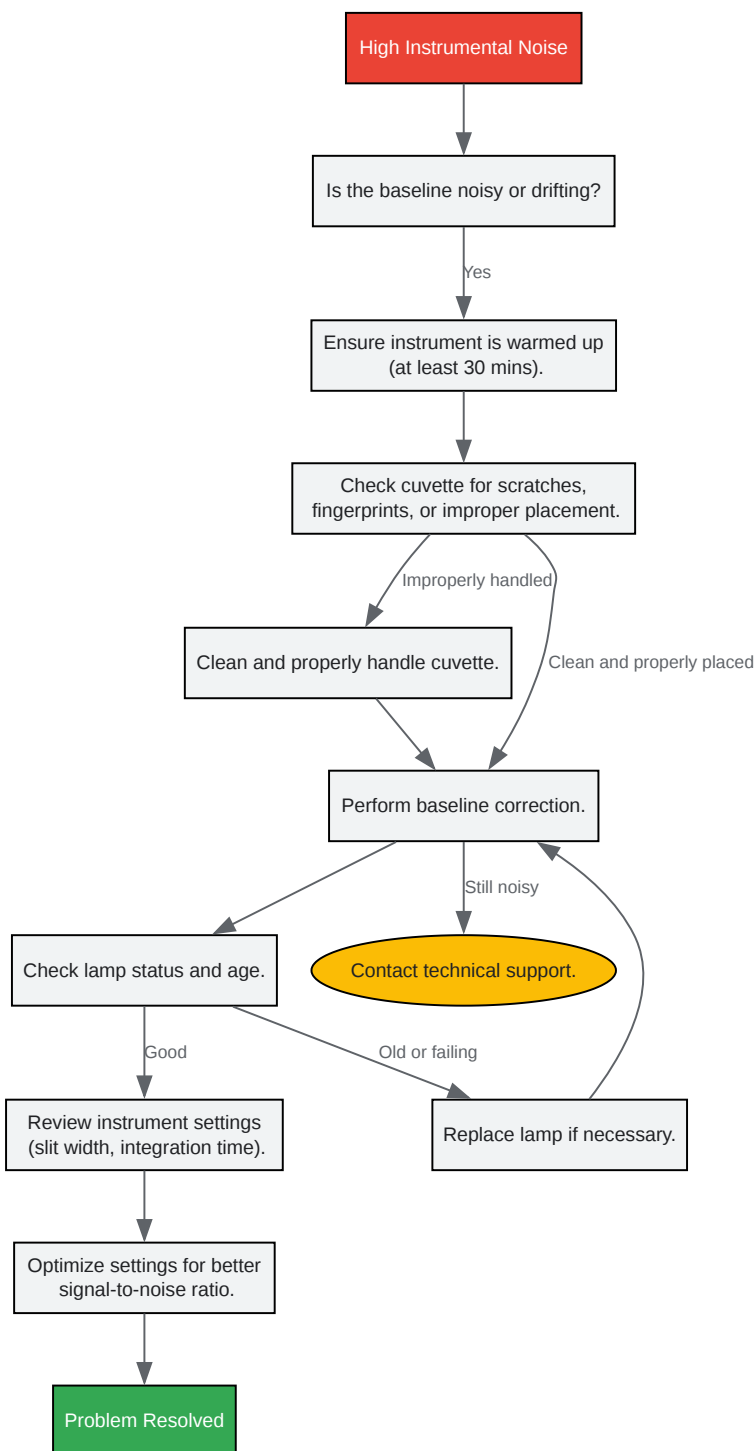 High Instrumental Noise
Is the baseline noisy or drifting?
Yes
Ensure instrument is warmed up
(at least 30 mins).
Check cuvette for scratches,
fingerprints, or improper placement.
Improperly handled
Clean and properly handle cuvette.
Clean and properly placed
Perform baseline correction.
Still noisy
Check lamp status and age.
Contact technical support.
Good
Old or failing
Review instrument settings
(slit width, integration time).
Replace lamp if necessary.
Optimize settings for better
signal-to-noise ratio.
Problem Resolved